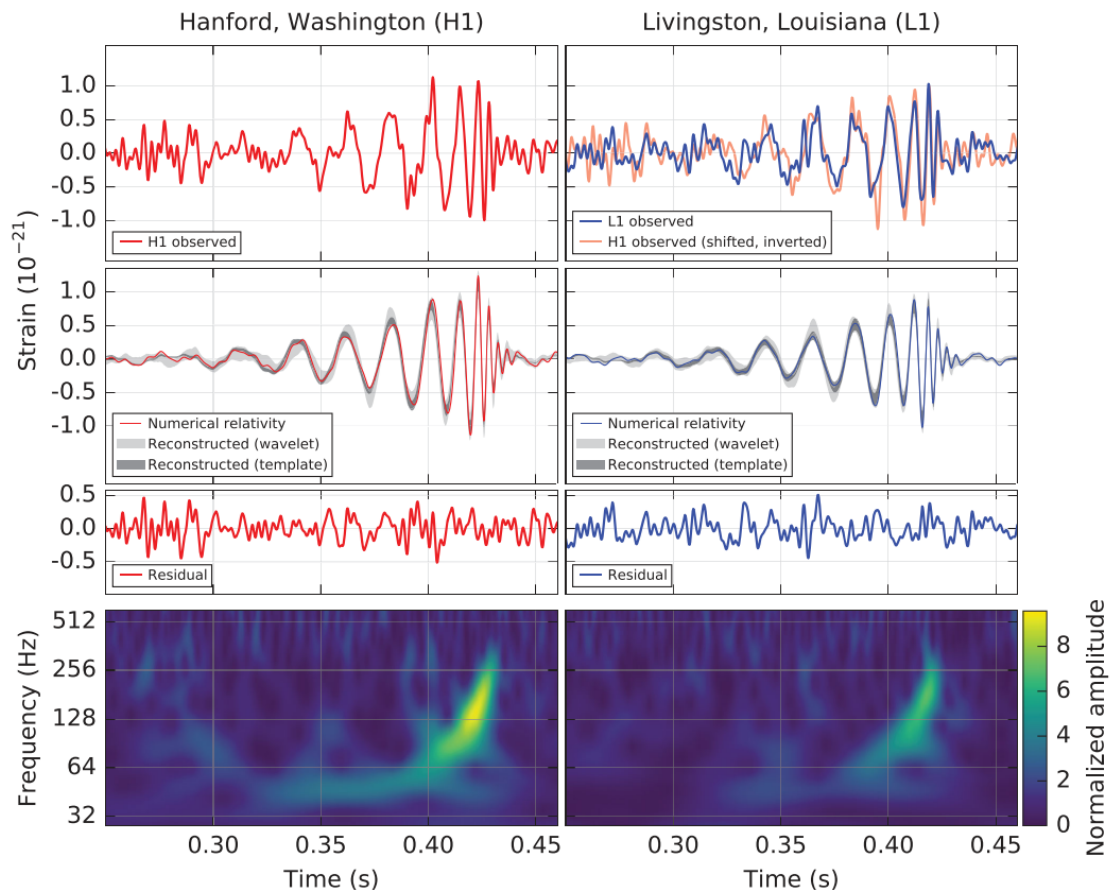 Hanford, Washington (H1)
Livingston, Louisiana (L1)
Strain (10⁻²¹)
1.0
0.5
0.0
-0.5
-1.0
H1 observed
L1 observed
H1 observed (shifted, inverted)
1.0
0.5
0.0
-0.5
-1.0
Numerical relativity
Reconstructed (wavelet)
Reconstructed (template)
Numerical relativity
Reconstructed (wavelet)
Reconstructed (template)
0.5
0.0
-0.5
Residual
Residual
Frequency (Hz)
512
256
128
64
32
Normalized amplitude
8
6
4
2
0
0.30 0.35 0.40 0.45
0.30 0.35 0.40 0.45
Time (s)
Time (s)